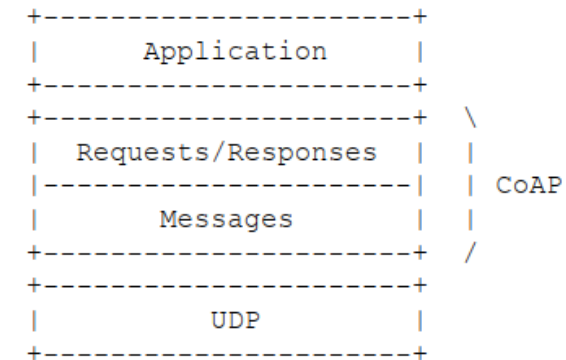 +----------------------+
|      Application     |
+----------------------+
+----------------------+  \
|  Requests/Responses  |  |
|----------------------|  | CoAP
|       Messages       |  |
+----------------------+  /
+----------------------+
|          UDP         |
+----------------------+